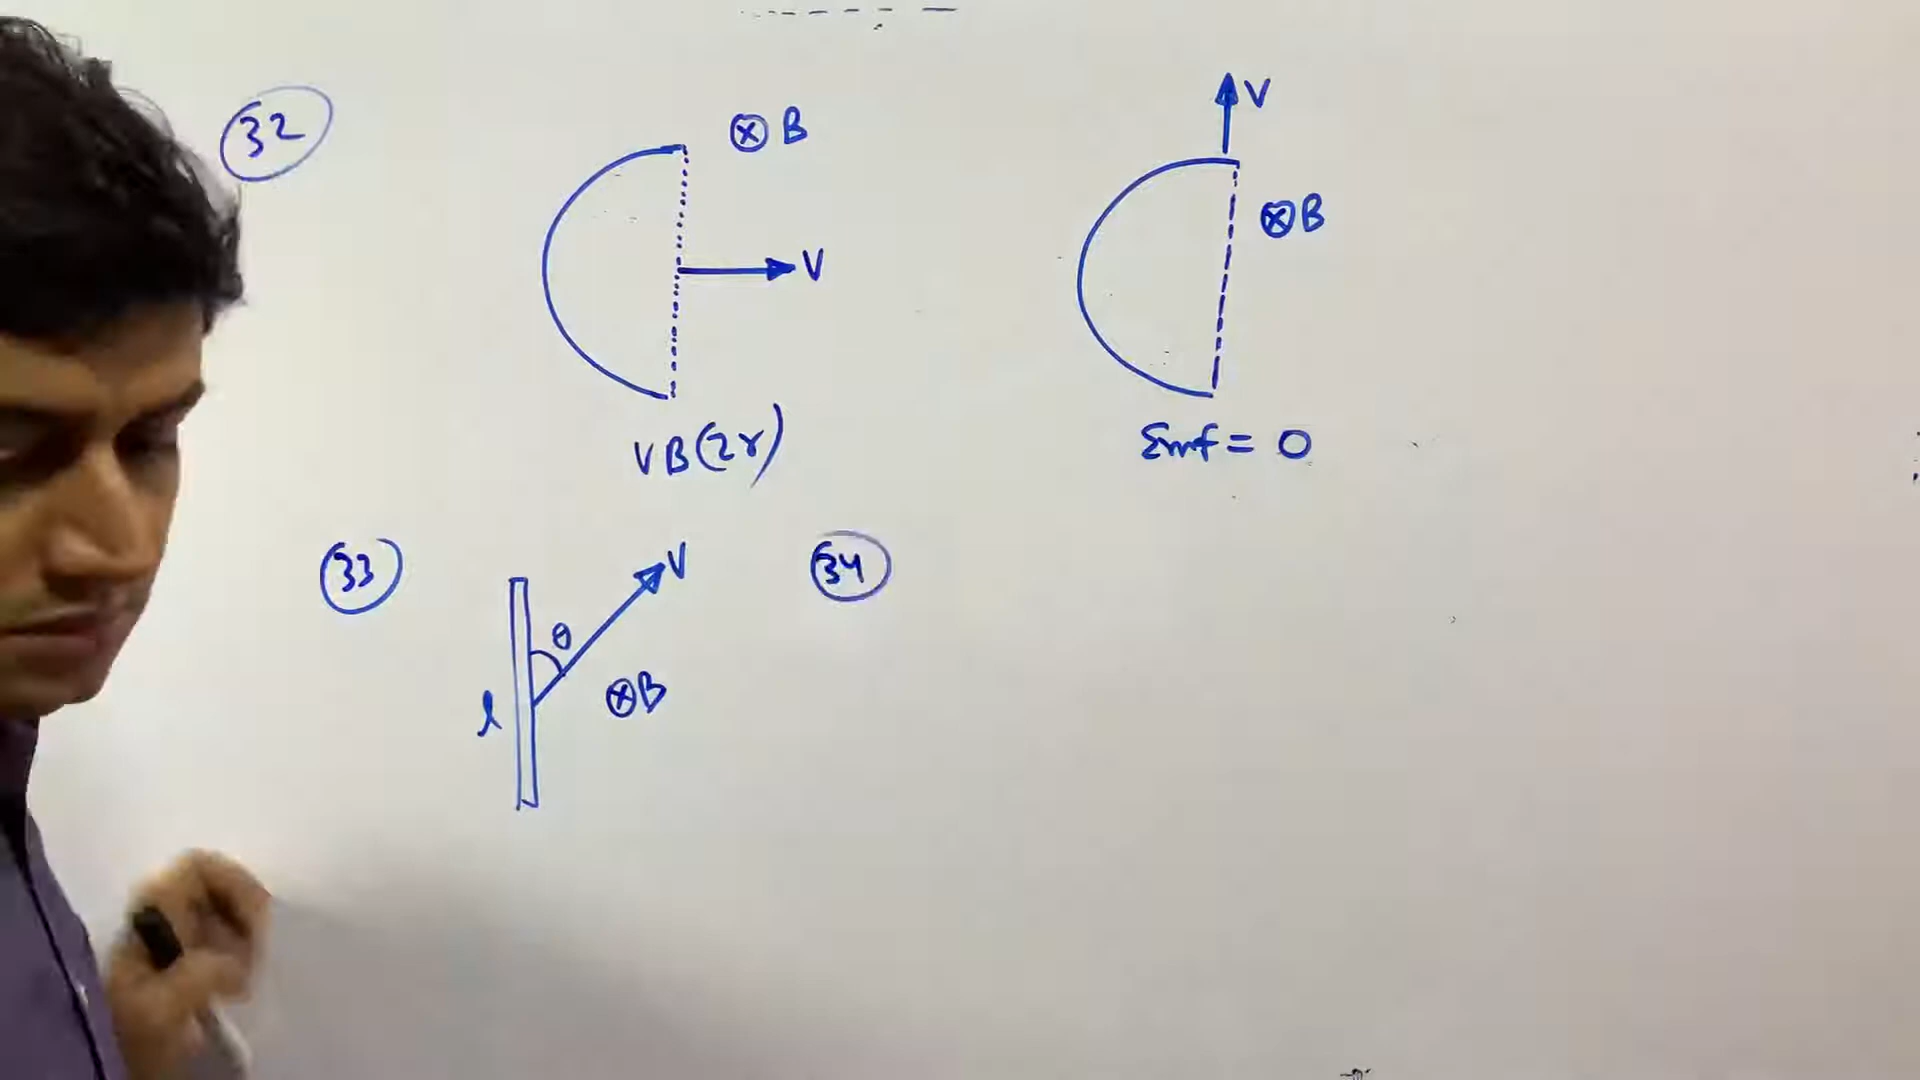 32
⊗ B
V
VB(2r)
V
⊗B
Emf = 0
33
V
θ
⊗B
l
34